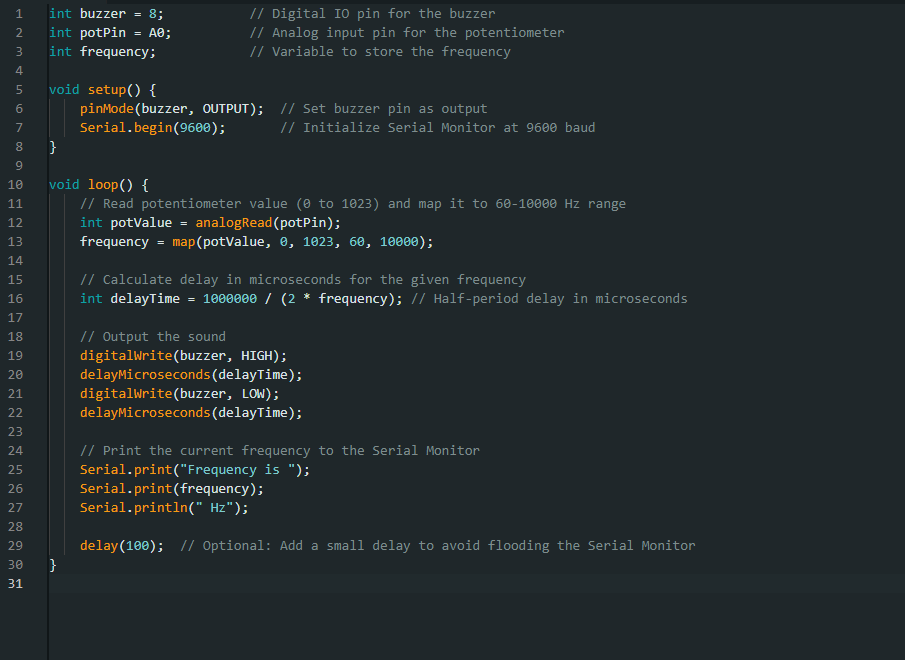 1 int buzzer = 8;           // Digital IO pin for the buzzer
2 int potPin = A0;          // Analog input pin for the potentiometer
3 int frequency;            // Variable to store the frequency
4
5 void setup() {
6     pinMode(buzzer, OUTPUT);  // Set buzzer pin as output
7     Serial.begin(9600);       // Initialize Serial Monitor at 9600 baud
8 }
9
10 void loop() {
11     // Read potentiometer value (0 to 1023) and map it to 60-10000 Hz range
12     int potValue = analogRead(potPin);
13     frequency = map(potValue, 0, 1023, 60, 10000);
14
15     // Calculate delay in microseconds for the given frequency
16     int delayTime = 1000000 / (2 * frequency); // Half-period delay in microseconds
17
18     // Output the sound
19     digitalWrite(buzzer, HIGH);
20     delayMicroseconds(delayTime);
21     digitalWrite(buzzer, LOW);
22     delayMicroseconds(delayTime);
23
24     // Print the current frequency to the Serial Monitor
25     Serial.print("Frequency is ");
26     Serial.print(frequency);
27     Serial.println(" Hz");
28
29     delay(100);  // Optional: Add a small delay to avoid flooding the Serial Monitor
30 }
31